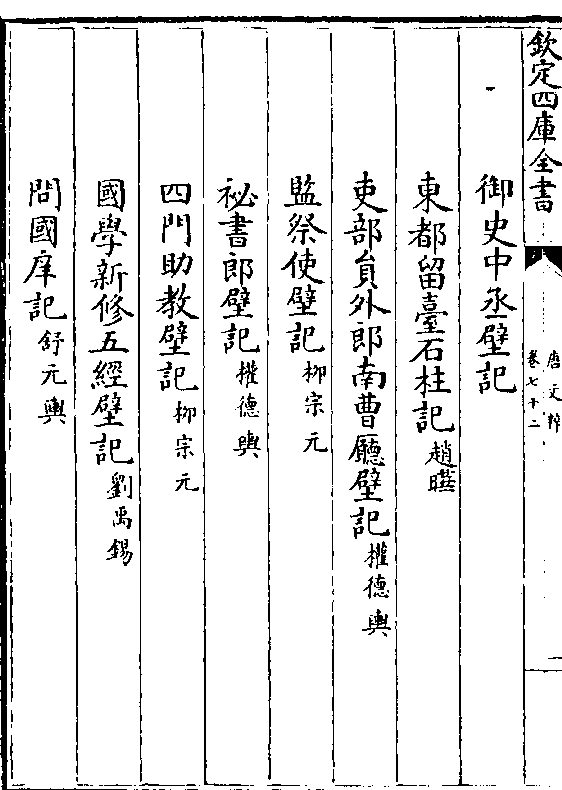 欽定四庫全書
唐文粹
卷七十二
一
御史中丞壁記
東都留臺石柱記趙曮
吏部員外郎南曹廳壁記權德輿
監祭使壁記柳宗元
祕書郎壁記權德輿
四門助教壁記柳宗元
國學新修五經壁記劉禹錫
問國庠記舒元輿